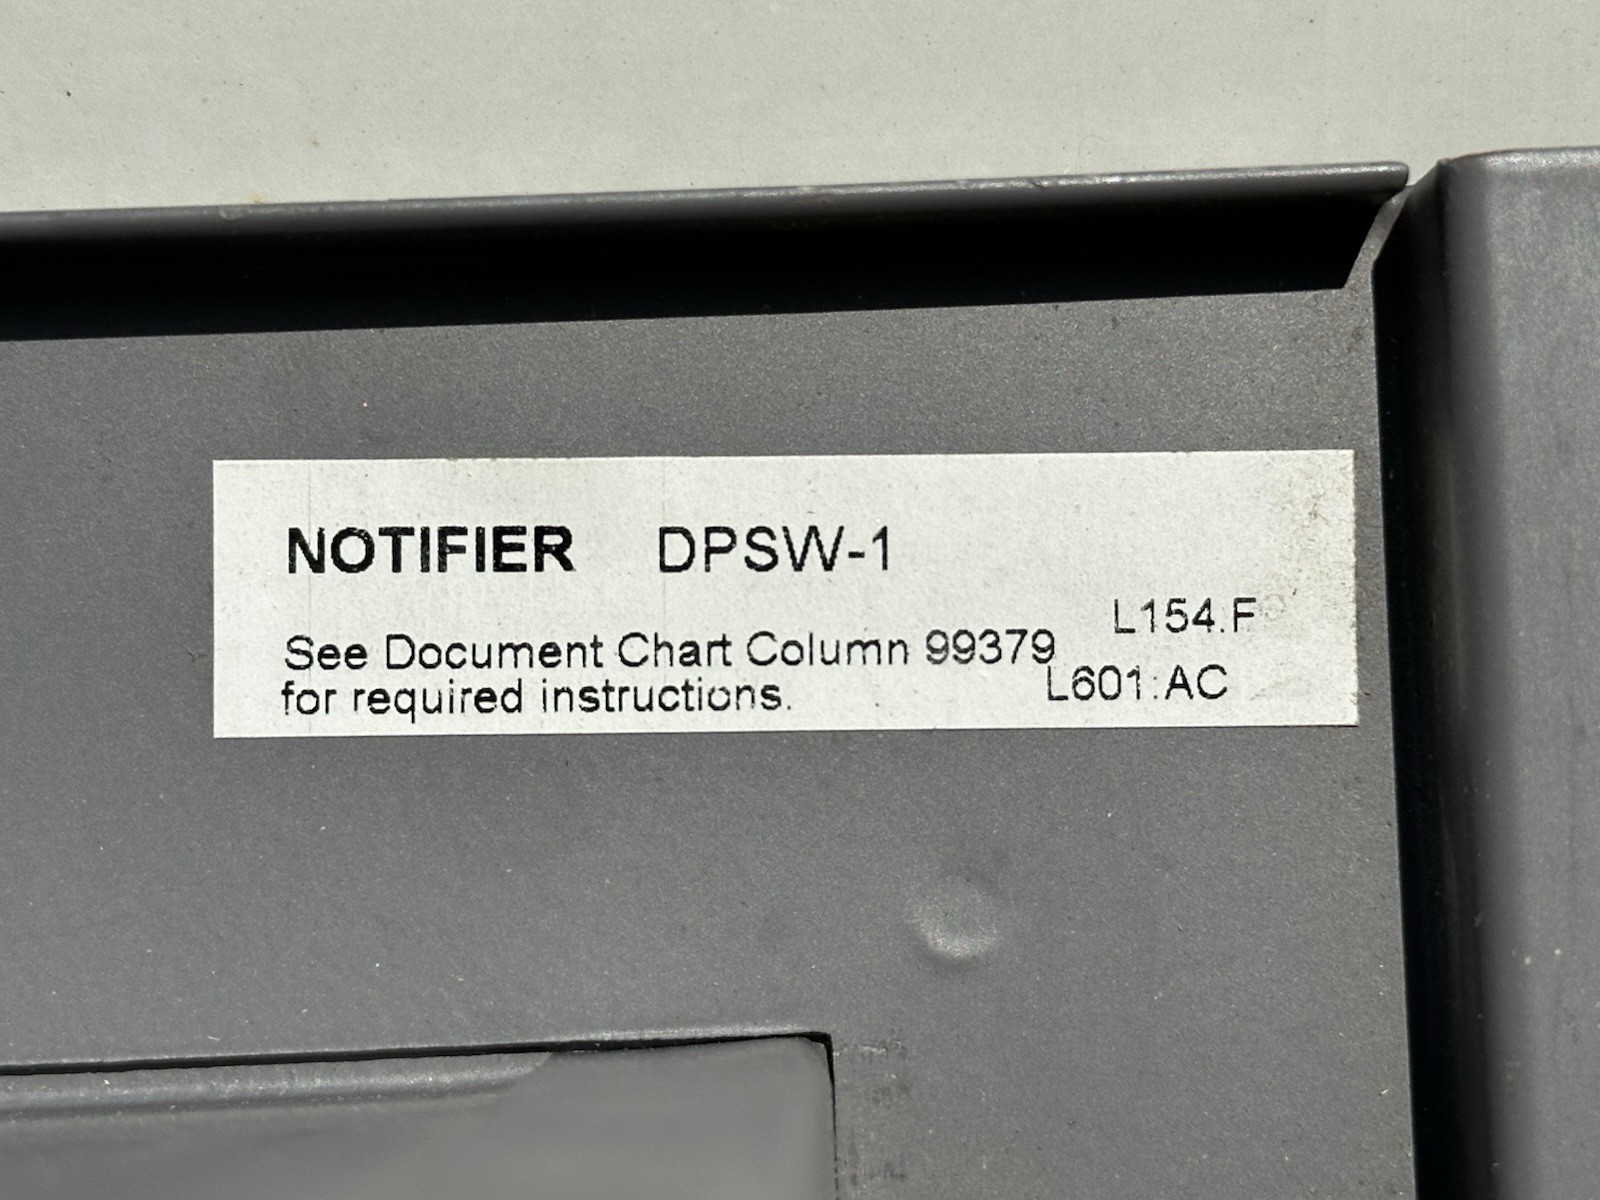 NOTIFIER DPSW-1
L154.F
See Document Chart Column 99379
for required instructions. L601:AC